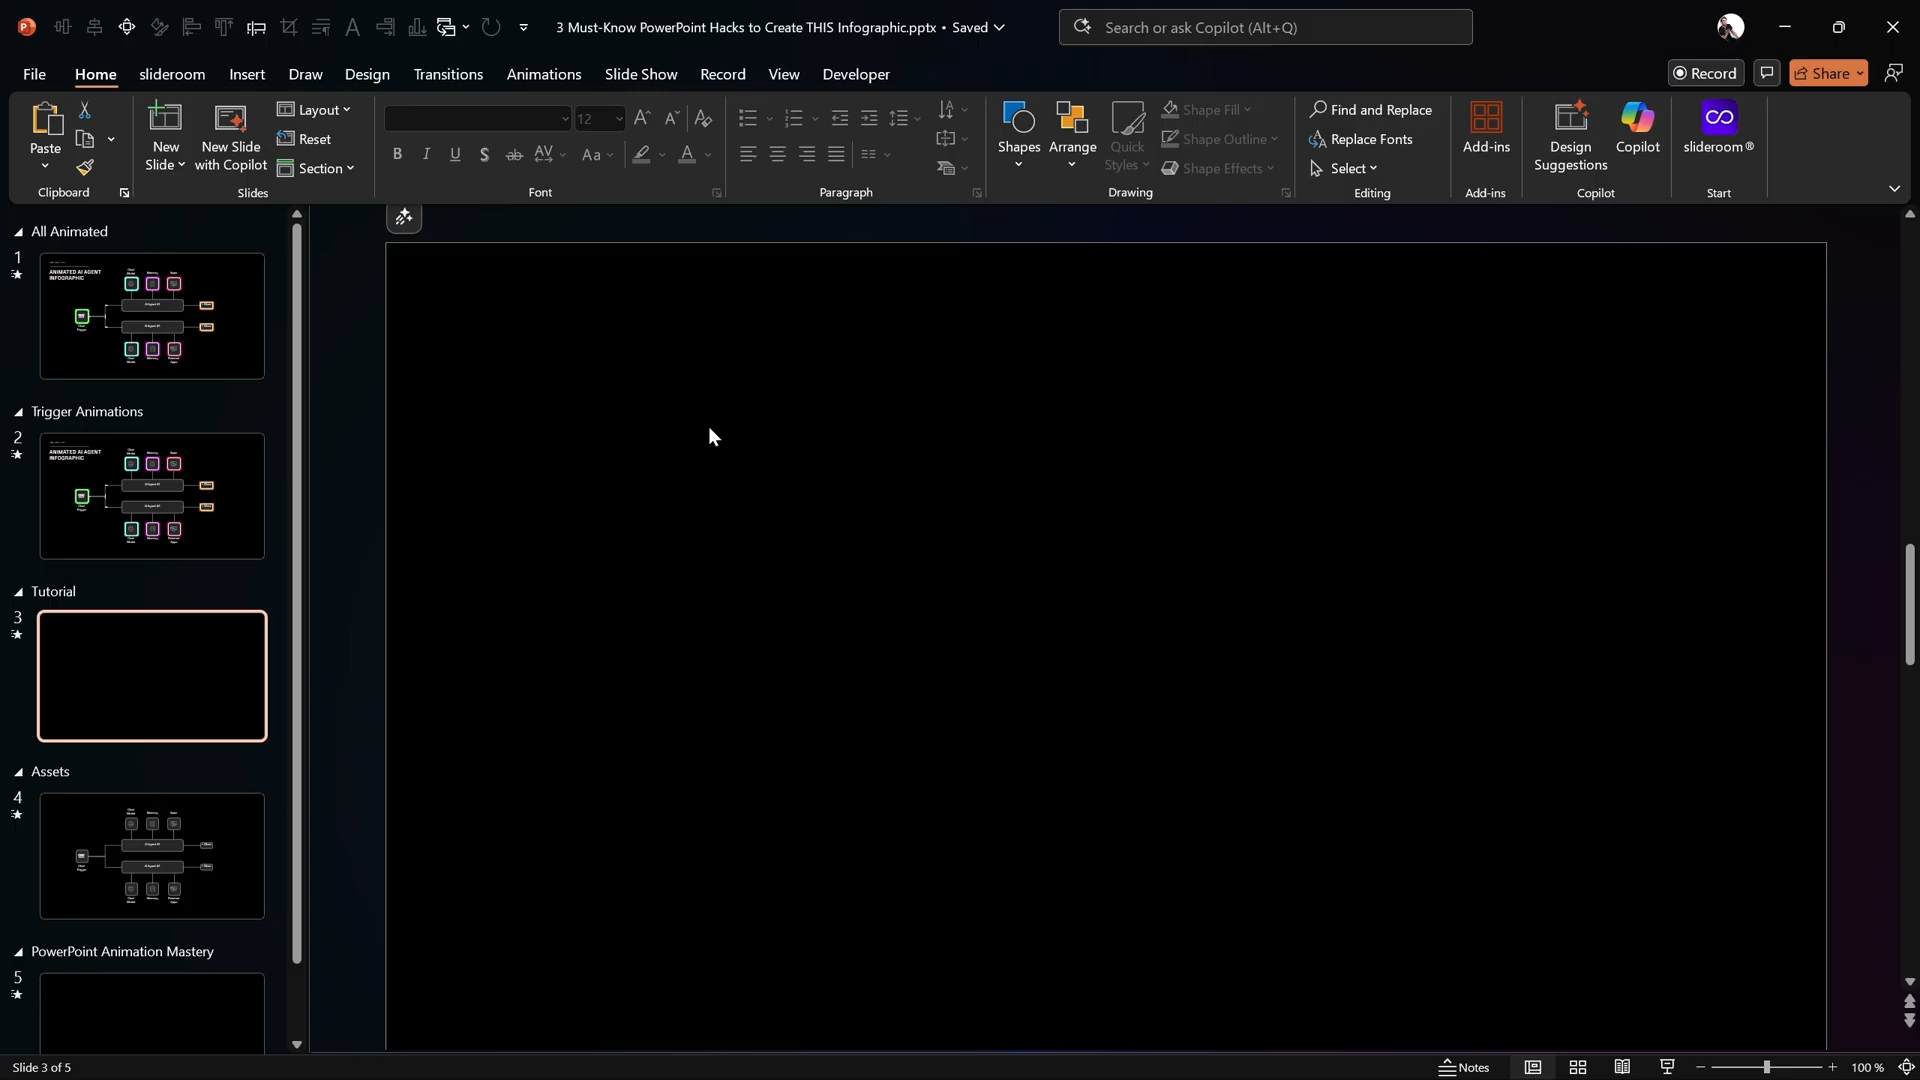 3 Must-Know PowerPoint Hacks to Create THIS Infographic.pptx • Saved
Search or ask Copilot (Alt+Q)
File
Home
slideroom
Insert
Draw
Design
Transitions
Animations
Slide Show
Record
View
Developer
Record
Share
Paste
Clipboard
New
Slide
New Slide
with Copilot
Layout
Reset
Section
Slides
12
Aa
Font
Paragraph
Shapes
Arrange
Quick
Styles
Shape Fill
Shape Outline
Shape Effects
Drawing
Find and Replace
Replace Fonts
Select
Editing
Add-ins
Add-ins
Design
Suggestions
Copilot
Copilot
slideroom®
Start
All Animated
1
ANIMATED AI AGENT
INFOGRAPHIC
Trigger Animations
2
ANIMATED AI AGENT
INFOGRAPHIC
Tutorial
3
Assets
4
PowerPoint Animation Mastery
5
Slide 3 of 5
Notes
100 %